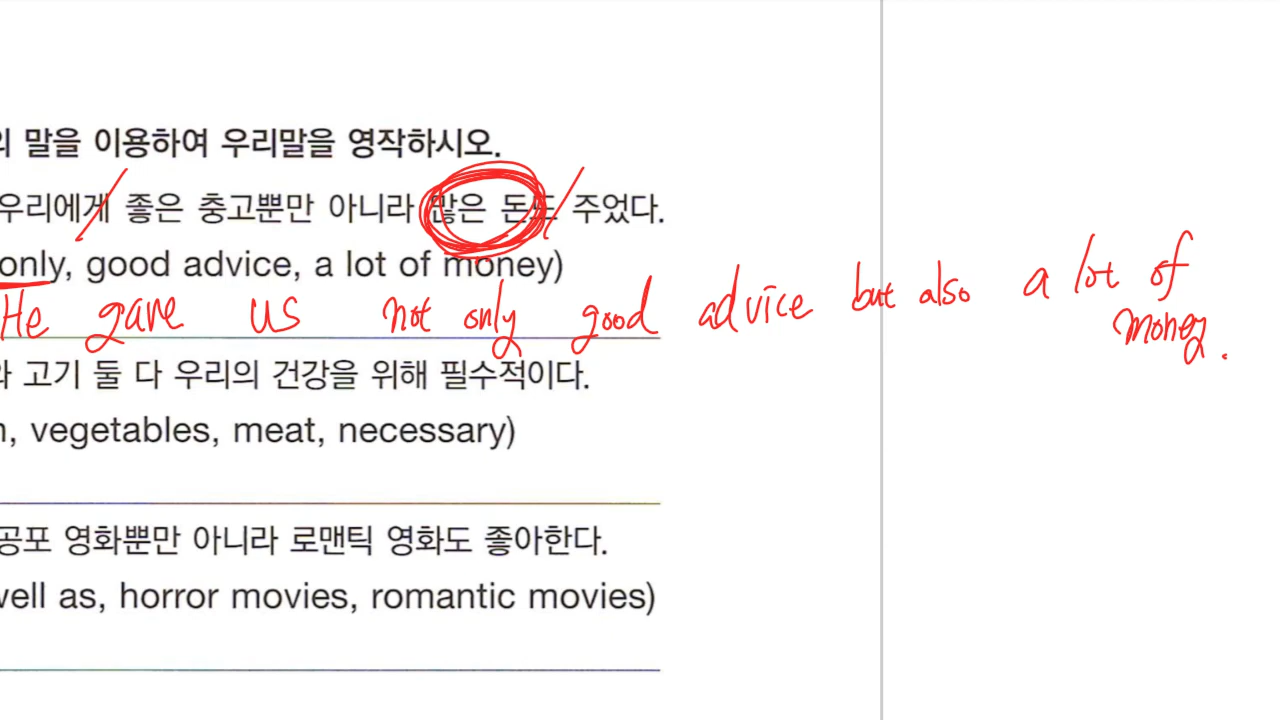 말을 이용하여 우리말을 영작하시오.
우리에게 좋은 충고뿐만 아니라 많은 돈도 주었다.
only, good advice, a lot of money)
He gave us not only good advice but also a lot of
money.
고기 둘 다 우리의 건강을 위해 필수적이다.
vegetables, meat, necessary)
공포 영화뿐만 아니라 로맨틱 영화도 좋아한다.
well as, horror movies, romantic movies)